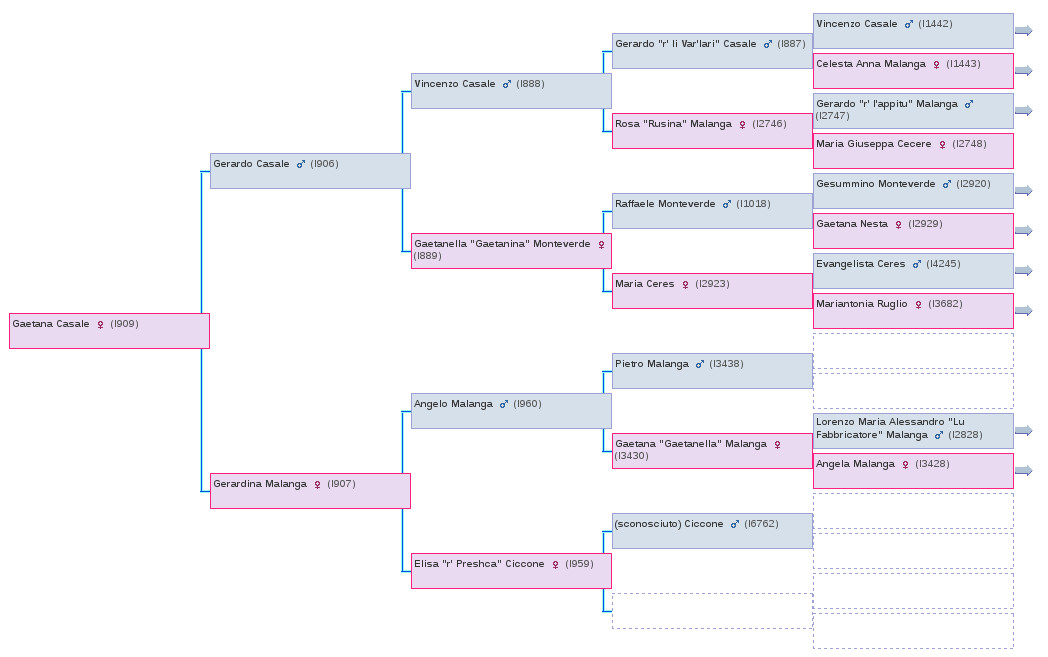 Vincenzo Casale ♂ (I1442)
Gerardo "r' li Var'lari" Casale ♂ (I887)
Celesta Anna Malanga ♀ (I1443)
Vincenzo Casale ♂ (I888)
Gerardo "r' l'appitu" Malanga ♂
(I2747)
Rosa "Rusina" Malanga ♀ (I2746)
Maria Giuseppa Cecere ♀ (I2748)
Gerardo Casale ♂ (I906)
Gesummino Monteverde ♂ (I2920)
Raffaele Monteverde ♂ (I1018)
Gaetana Nesta ♀ (I2929)
Gaetanella "Gaetanina" Monteverde ♀
(I889)
Evangelista Ceres ♂ (I4245)
Maria Ceres ♀ (I2923)
Mariantonia Ruglio ♀ (I3682)
Gaetana Casale ♀ (I909)
Pietro Malanga ♂ (I3438)
Angelo Malanga ♂ (I960)
Lorenzo Maria Alessandro "Lu
Fabbricatore" Malanga ♂ (I2828)
Gaetana "Gaetanella" Malanga ♀
(I3430)
Angela Malanga ♀ (I3428)
Gerardina Malanga ♀ (I907)
(sconosciuto) Ciccone ♂ (I6762)
Elisa "r' Preshca" Ciccone ♀ (I959)